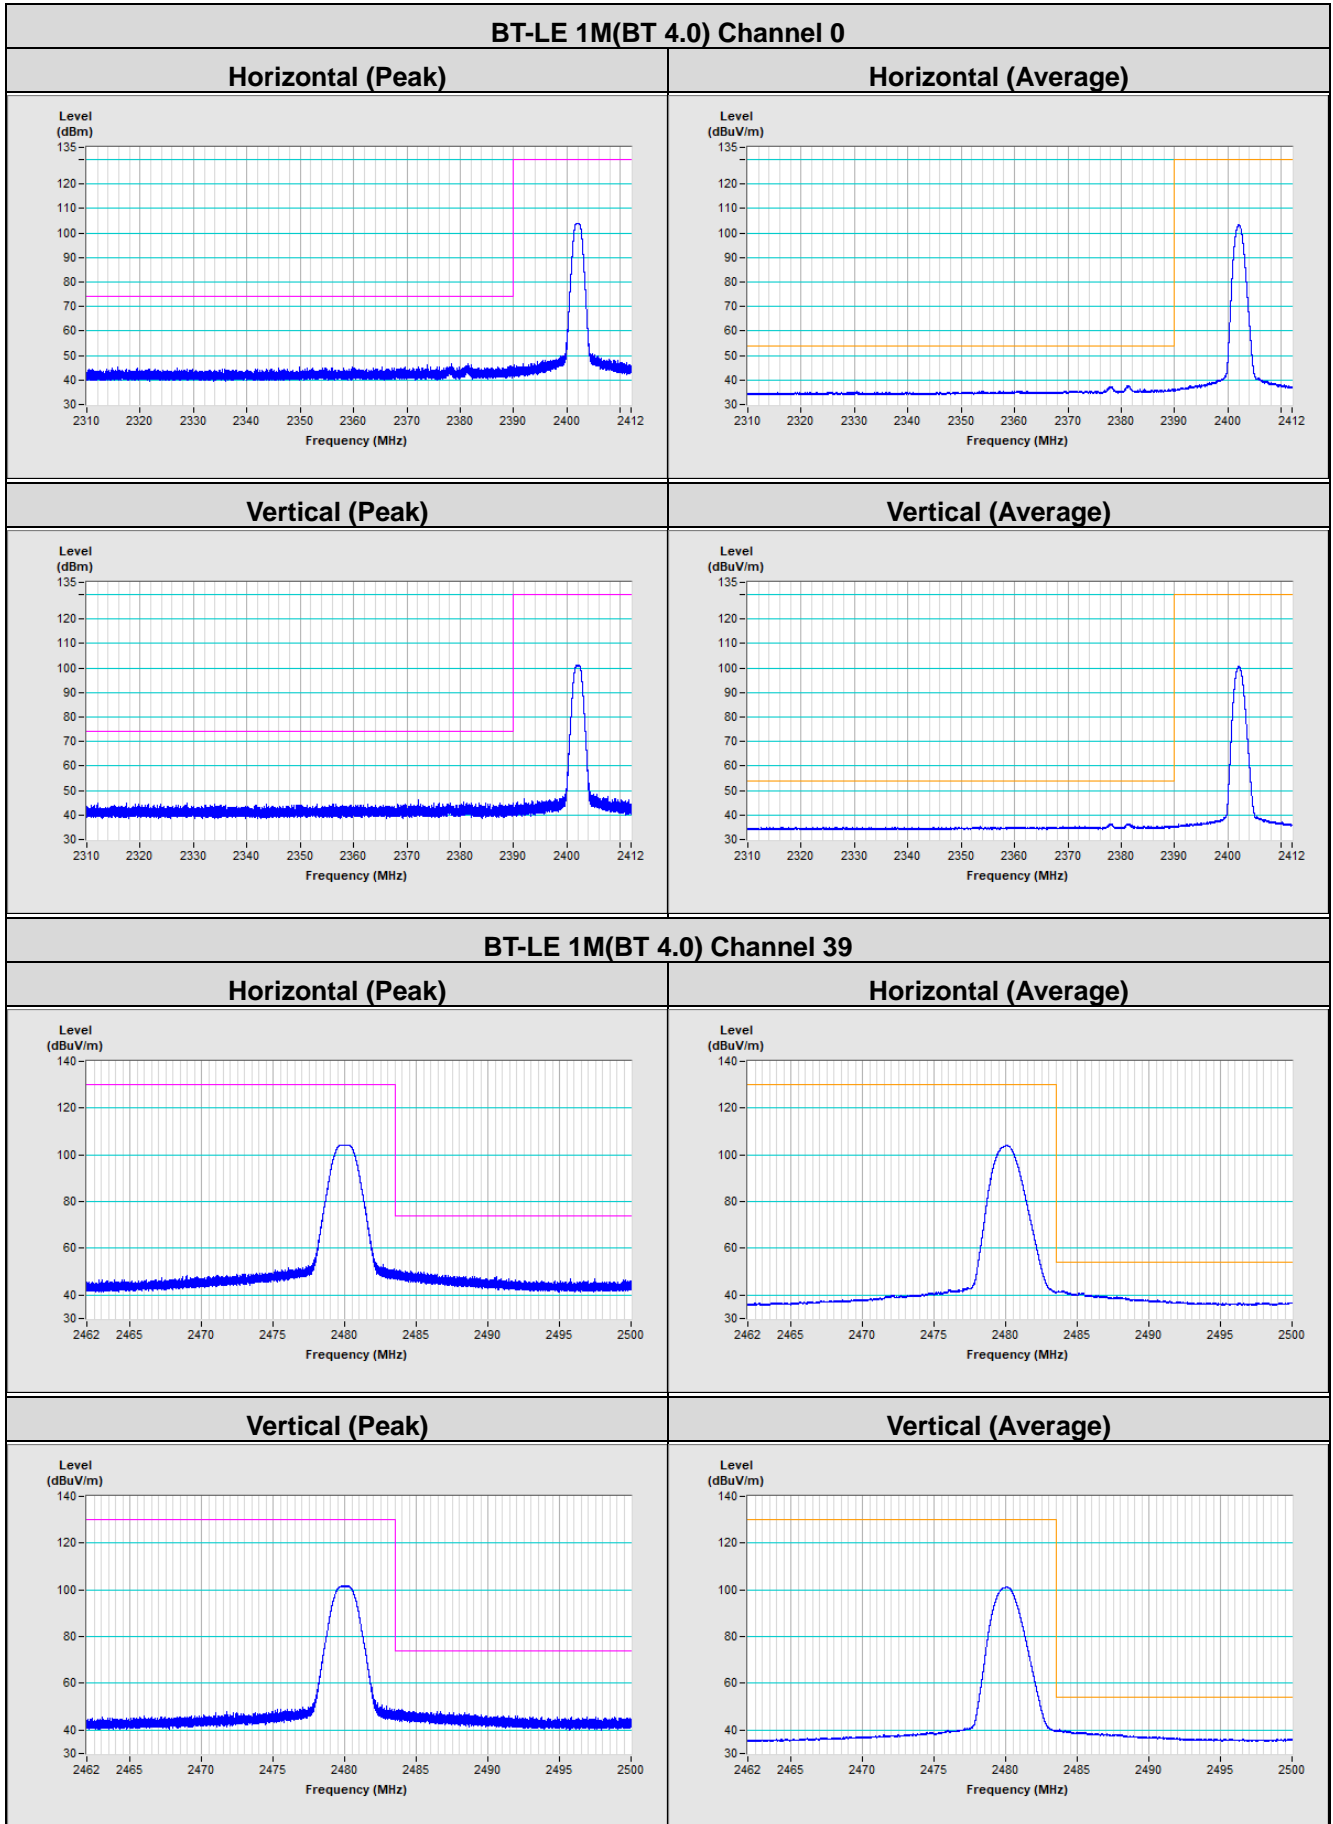 BT-LE 1M(BT 4.0) Channel 0
Horizontal (Peak)
Horizontal (Average)
Level
(dBm)
135
120
110
100
90
80
70
60
50
40
30
2310 2320 2330 2340 2350 2360 2370 2380 2390 2400 2412
Frequency (MHz)
Level
(dBuV/m)
135
120
110
100
90
80
70
60
50
40
30
2310 2320 2330 2340 2350 2360 2370 2380 2390 2400 2412
Frequency (MHz)
Vertical (Peak)
Vertical (Average)
Level
(dBm)
135
120
110
100
90
80
70
60
50
40
30
2310 2320 2330 2340 2350 2360 2370 2380 2390 2400 2412
Frequency (MHz)
Level
(dBuV/m)
135
120
110
100
90
80
70
60
50
40
30
2310 2320 2330 2340 2350 2360 2370 2380 2390 2400 2412
Frequency (MHz)
BT-LE 1M(BT 4.0) Channel 39
Horizontal (Peak)
Horizontal (Average)
Level
(dBuV/m)
140
120
100
80
60
40
30
2462 2465 2470 2475 2480 2485 2490 2495 2500
Frequency (MHz)
Level
(dBuV/m)
140
120
100
80
60
40
30
2462 2465 2470 2475 2480 2485 2490 2495 2500
Frequency (MHz)
Vertical (Peak)
Vertical (Average)
Level
(dBuV/m)
140
120
100
80
60
40
30
2462 2465 2470 2475 2480 2485 2490 2495 2500
Frequency (MHz)
Level
(dBuV/m)
140
120
100
80
60
40
30
2462 2465 2470 2475 2480 2485 2490 2495 2500
Frequency (MHz)